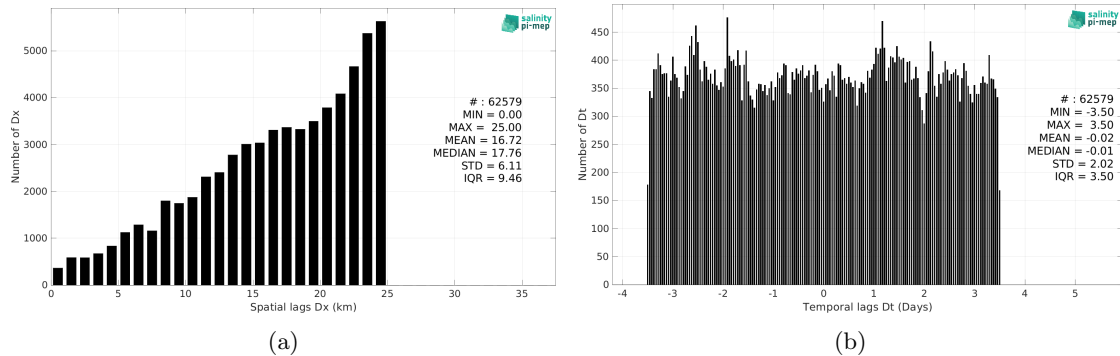 salinity
pi-mep
5000
4000
3000
2000
1000
0
Number of Dx
# : 62579
MIN = 0.00
MAX = 25.00
MEAN = 16.72
MEDIAN = 17.76
STD = 6.11
IQR = 9.46
0 5 10 15 20 25 30 35
Spatial lags Dx (km)
(a)
salinity
pi-mep
450
400
350
300
250
200
150
100
50
0
Number of Dt
# : 62579
MIN = -3.50
MAX = 3.50
MEAN = -0.02
MEDIAN = -0.01
STD = 2.02
IQR = 3.50
-4 -3 -2 -1 0 1 2 3 4 5
Temporal lags Dt (Days)
(b)